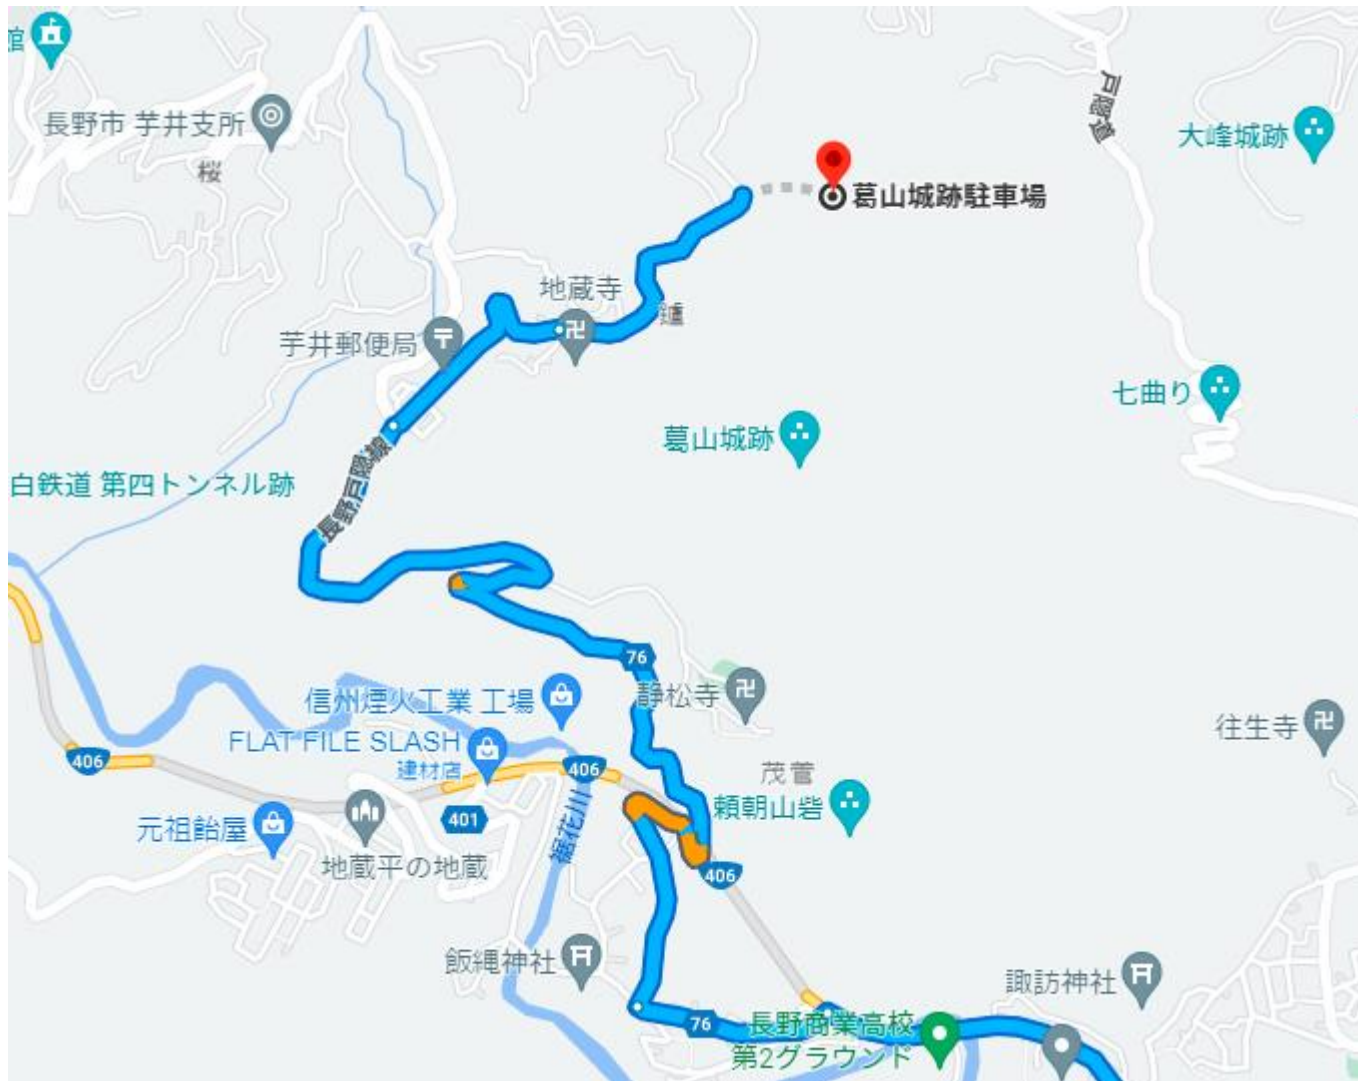 館
戸隠道
長野市 芋井支所
大峰城跡
桜
葛山城跡駐車場
地蔵寺
鑪
芋井郵便局
七曲り
葛山城跡
長野戸隠線
白鉄道 第四トンネル跡
76
静松寺
信州煙火工業 工場
往生寺
FLAT FILE SLASH
建材店
406
406
茂菅
頼朝山砦
401
元祖飴屋
裾花川
地蔵平の地蔵
406
飯縄神社
諏訪神社
76
長野商業高校
第2グラウンド